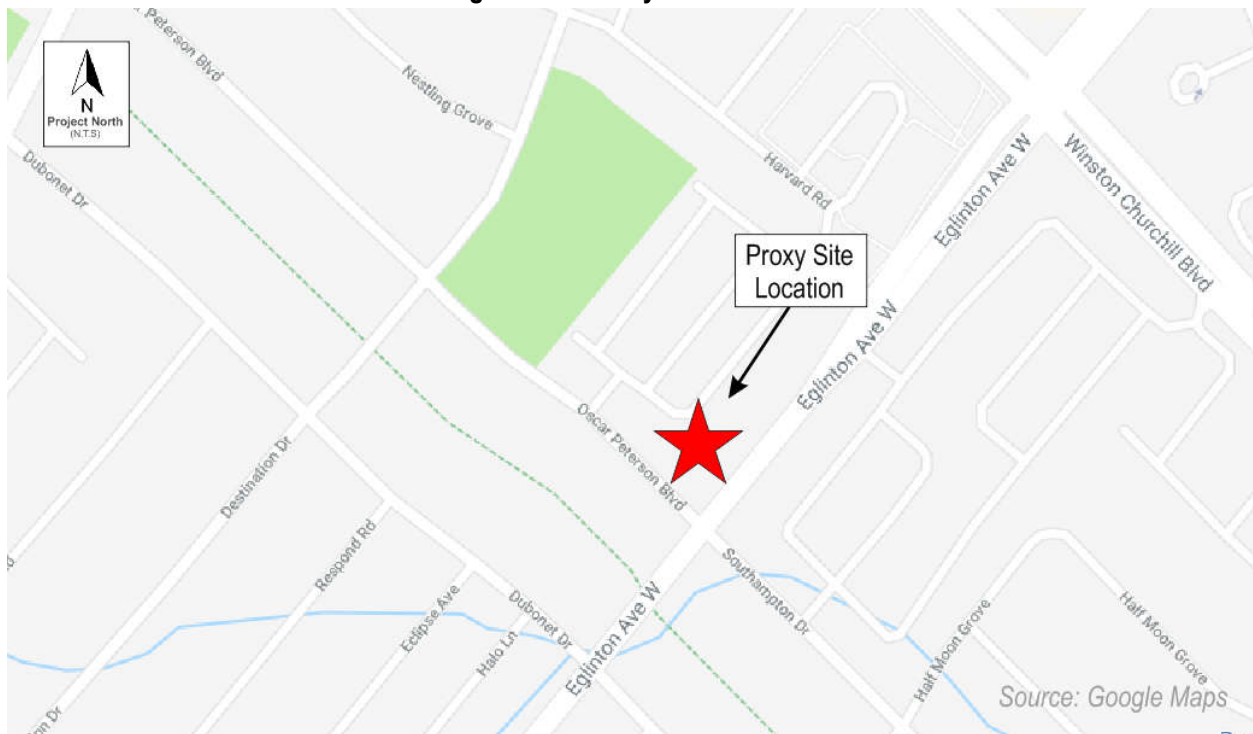 Peterson Blvd
Nestling Grove
N
Project North
(N.T.S)
Dubonet Dr
Harvard Rd
Eglinton Ave W
Winston Churchill Blvd
Proxy Site
Location
Eglinton Ave W
Oscar Peterson Blvd
Destination Dr
Respond Rd
Eclipse Ave
Halo Ln
Dubonet Dr
Eglinton Ave W
Southampton Dr
Half Moon Grove
Half Moon Grove
Source: Google Maps